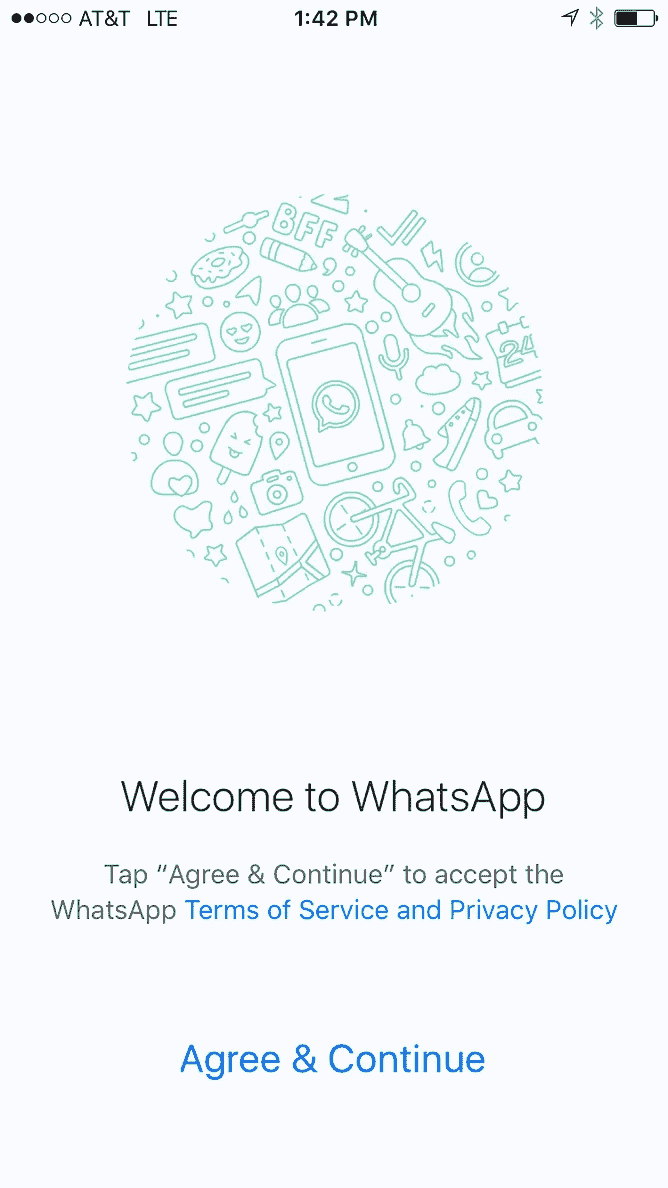 AT&T LTE 1:42 PM
BFF
24
Welcome to WhatsApp
Tap “Agree & Continue” to accept the
WhatsApp Terms of Service and Privacy Policy
Agree & Continue